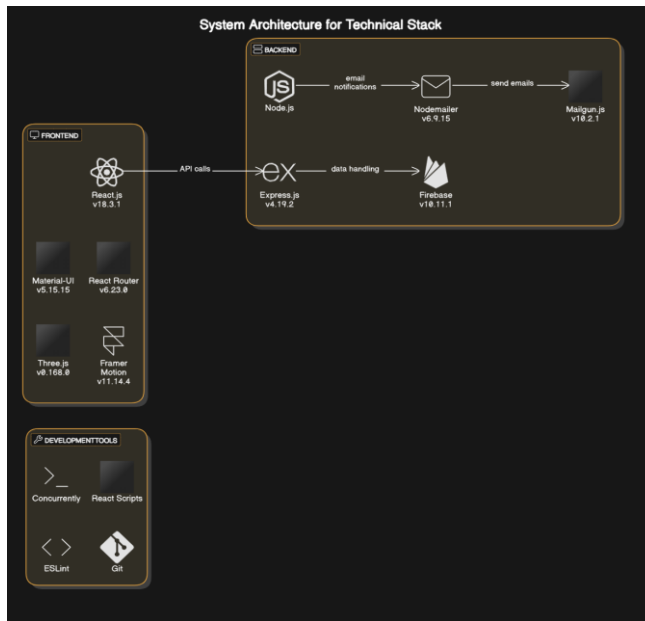 System Architecture for Technical Stack
BACKEND
JS
Node.js
email
notifications
Nodemailer
v6.9.15
send emails
Mailgun.js
v10.2.1
FRONTEND
React.js
v18.3.1
API calls
ex
Express.js
v4.19.2
data handling
Firebase
v10.11.1
Material-UI
v5.15.15
React Router
v6.23.0
Three.js
v0.168.0
Framer
Motion
v11.14.4
DEVELOPMENTTOOLS
Concurrently
React Scripts
ESLint
Git